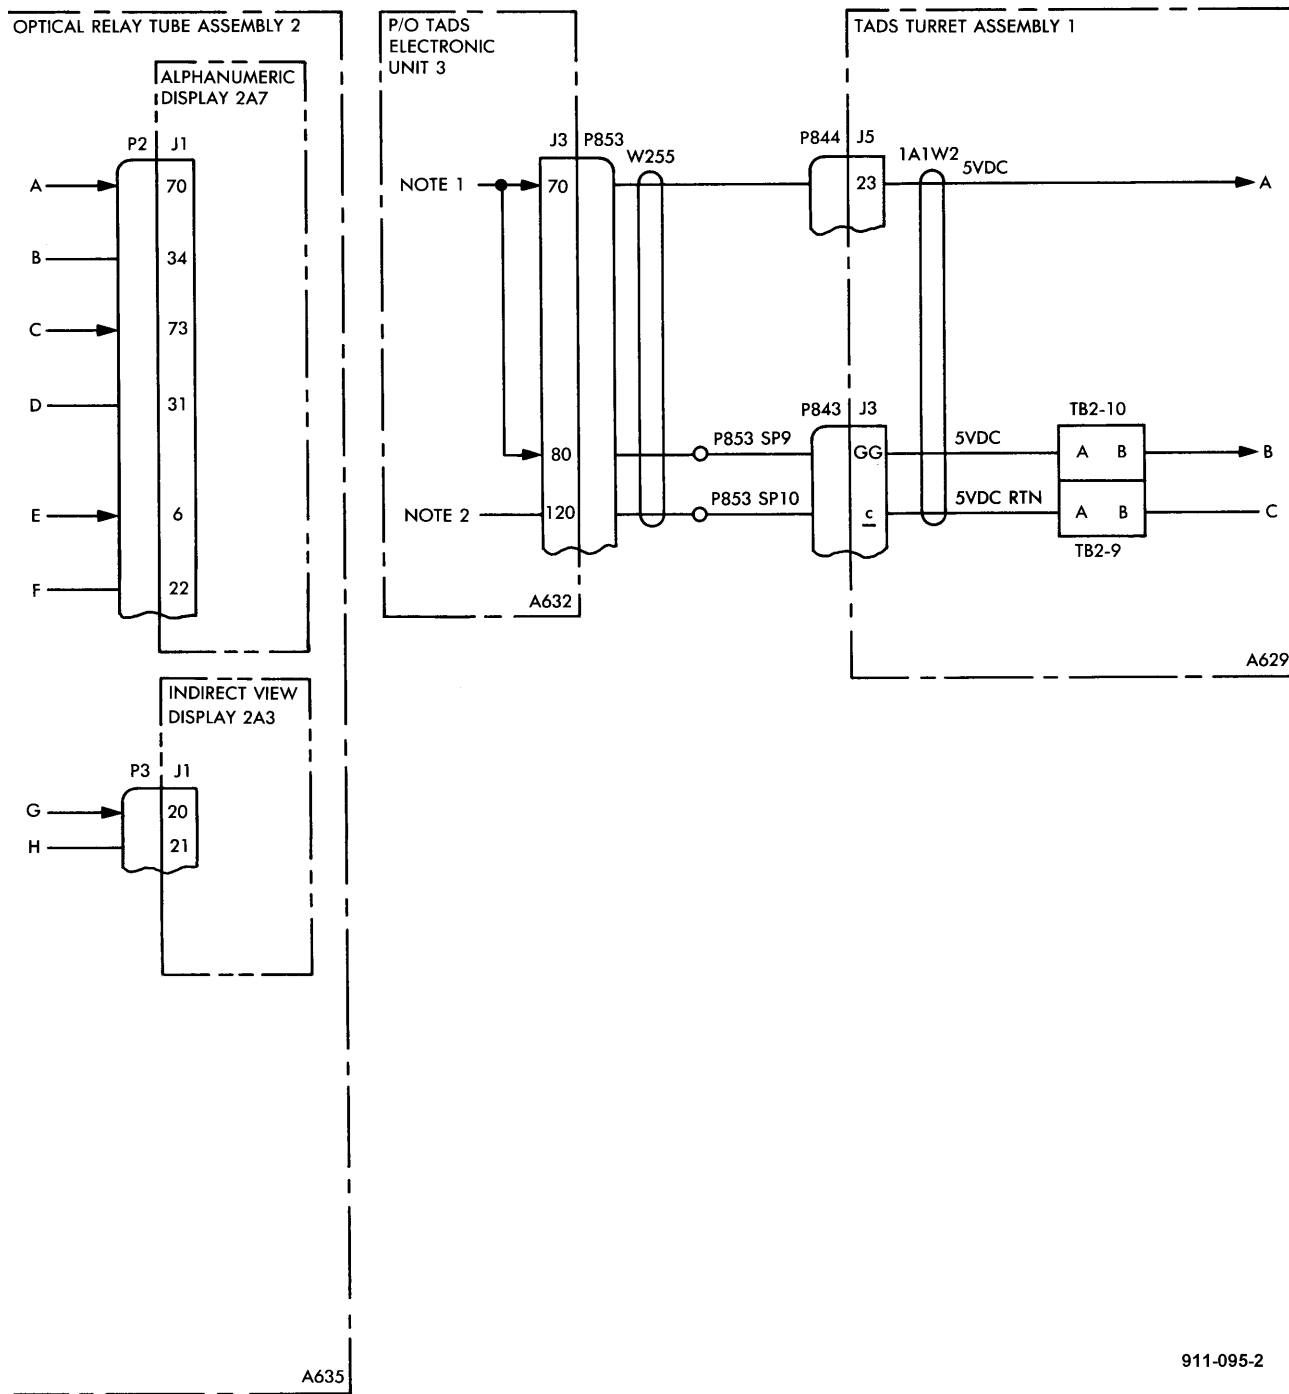 OPTICAL RELAY TUBE ASSEMBLY 2
ALPHANUMERIC
DISPLAY 2A7
P2 J1
A 70
B 34
C 73
D 31
E 6
F 22
INDIRECT VIEW
DISPLAY 2A3
P3 J1
G 20
H 21
A635
P/O TADS
ELECTRONIC
UNIT 3
J3 P853
W255
NOTE 1 70
80
NOTE 2 120
A632
P853 SP9
P853 SP10
TADS TURRET ASSEMBLY 1
P844 J5
1A1W2
23 5VDC A
P843 J3
TB2-10
GG 5VDC A B B
c 5VDC RTN A B C
TB2-9
A629
911-095-2